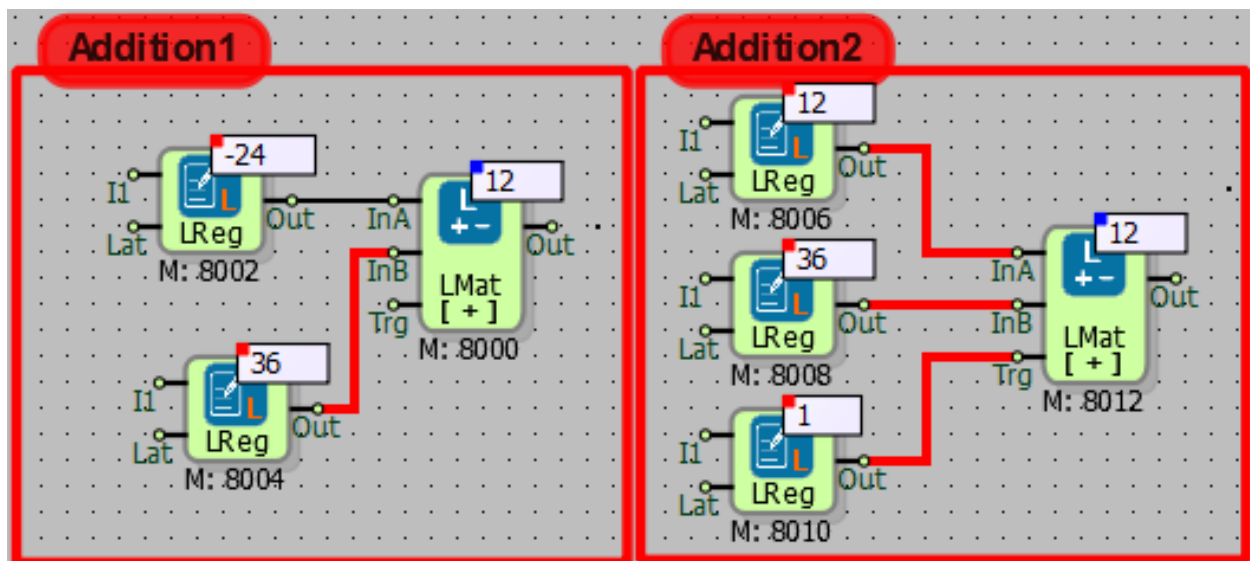 Addition1
-24
I1
Lat
LReg
L
Out
M: 8002
36
I1
Lat
LReg
L
Out
M: 8004
12
L
+ -
InA
InB
Trg
LMat
[ + ]
Out
M: 8000
Addition2
12
I1
Lat
LReg
L
Out
M: 8006
36
I1
Lat
LReg
L
Out
M: 8008
1
I1
Lat
LReg
L
Out
M: 8010
12
L
+ -
InA
InB
Trg
LMat
[ + ]
Out
M: 8012